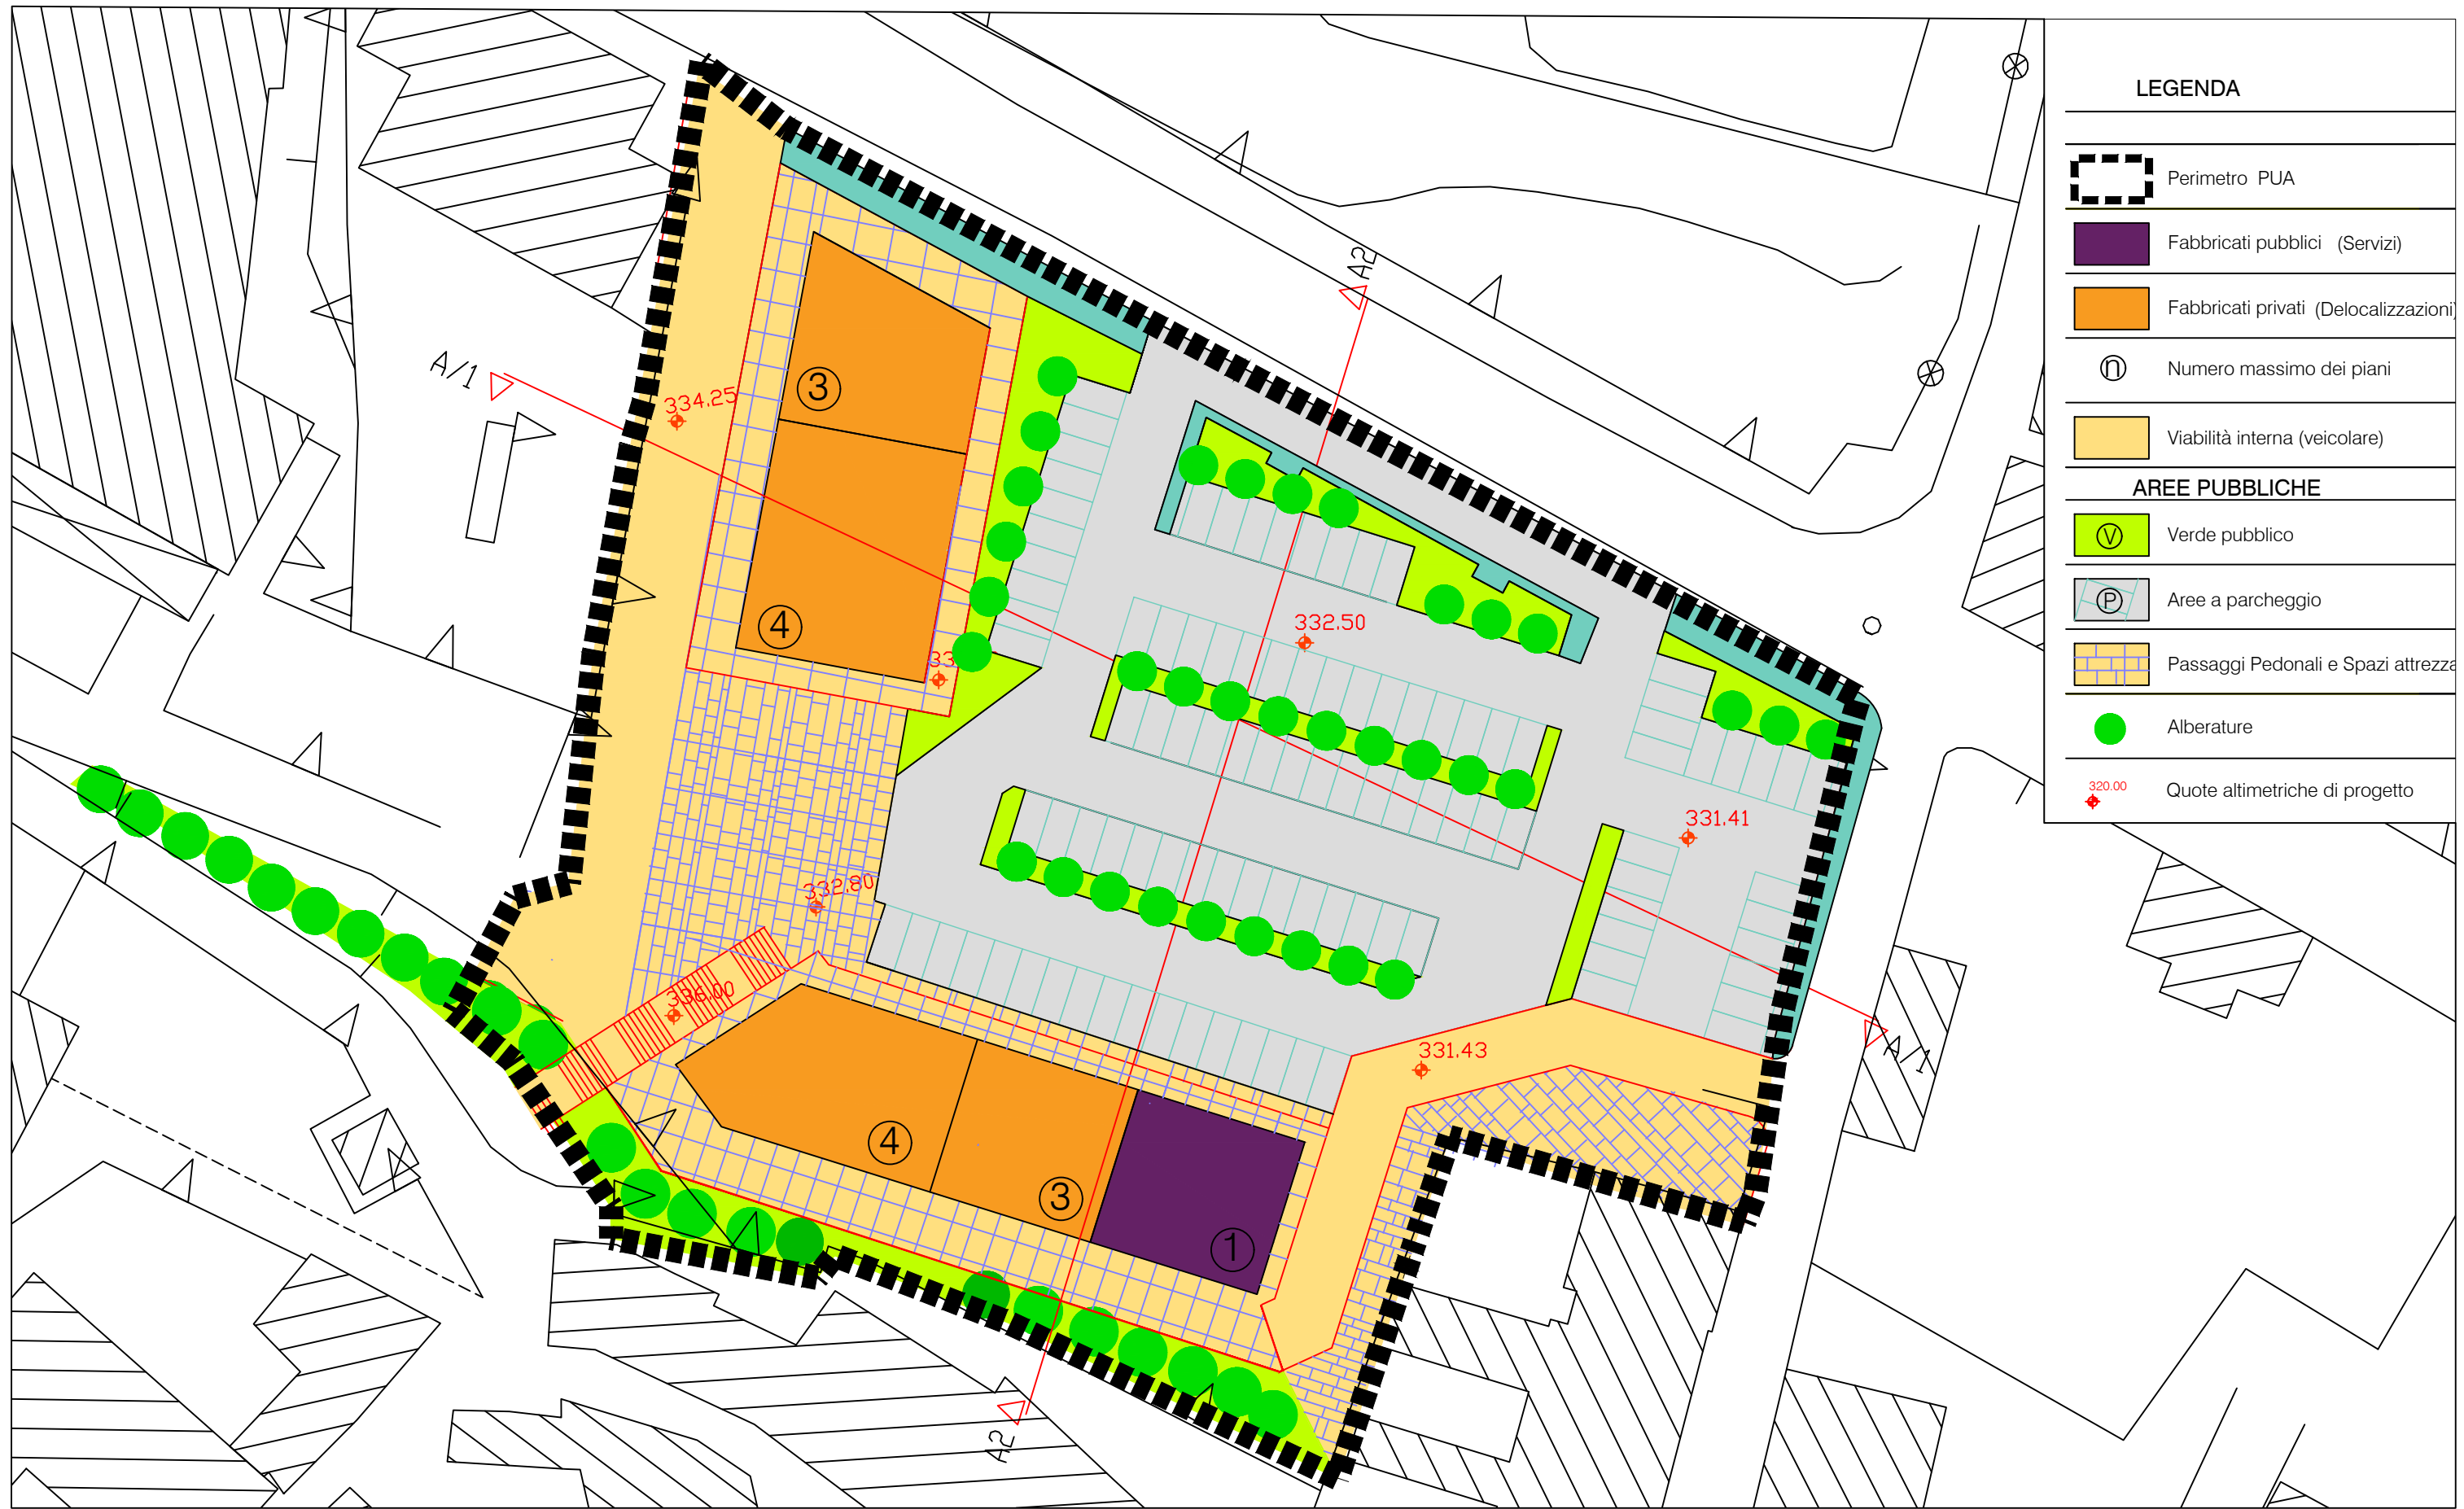 LEGENDA
Perimetro PUA
Fabbricati pubblici (Servizi)
Fabbricati privati (Delocalizzazioni)
n Numero massimo dei piani
Viabilità interna (veicolare)
AREE PUBBLICHE
V Verde pubblico
P Aree a parcheggio
Passaggi Pedonali e Spazi attrezza
Alberature
320.00 Quote altimetriche di progetto
A2
A/1
334.25
3
4
33
332.50
332.80
331.41
336.00
331.43
A/1
4
3
1
A2